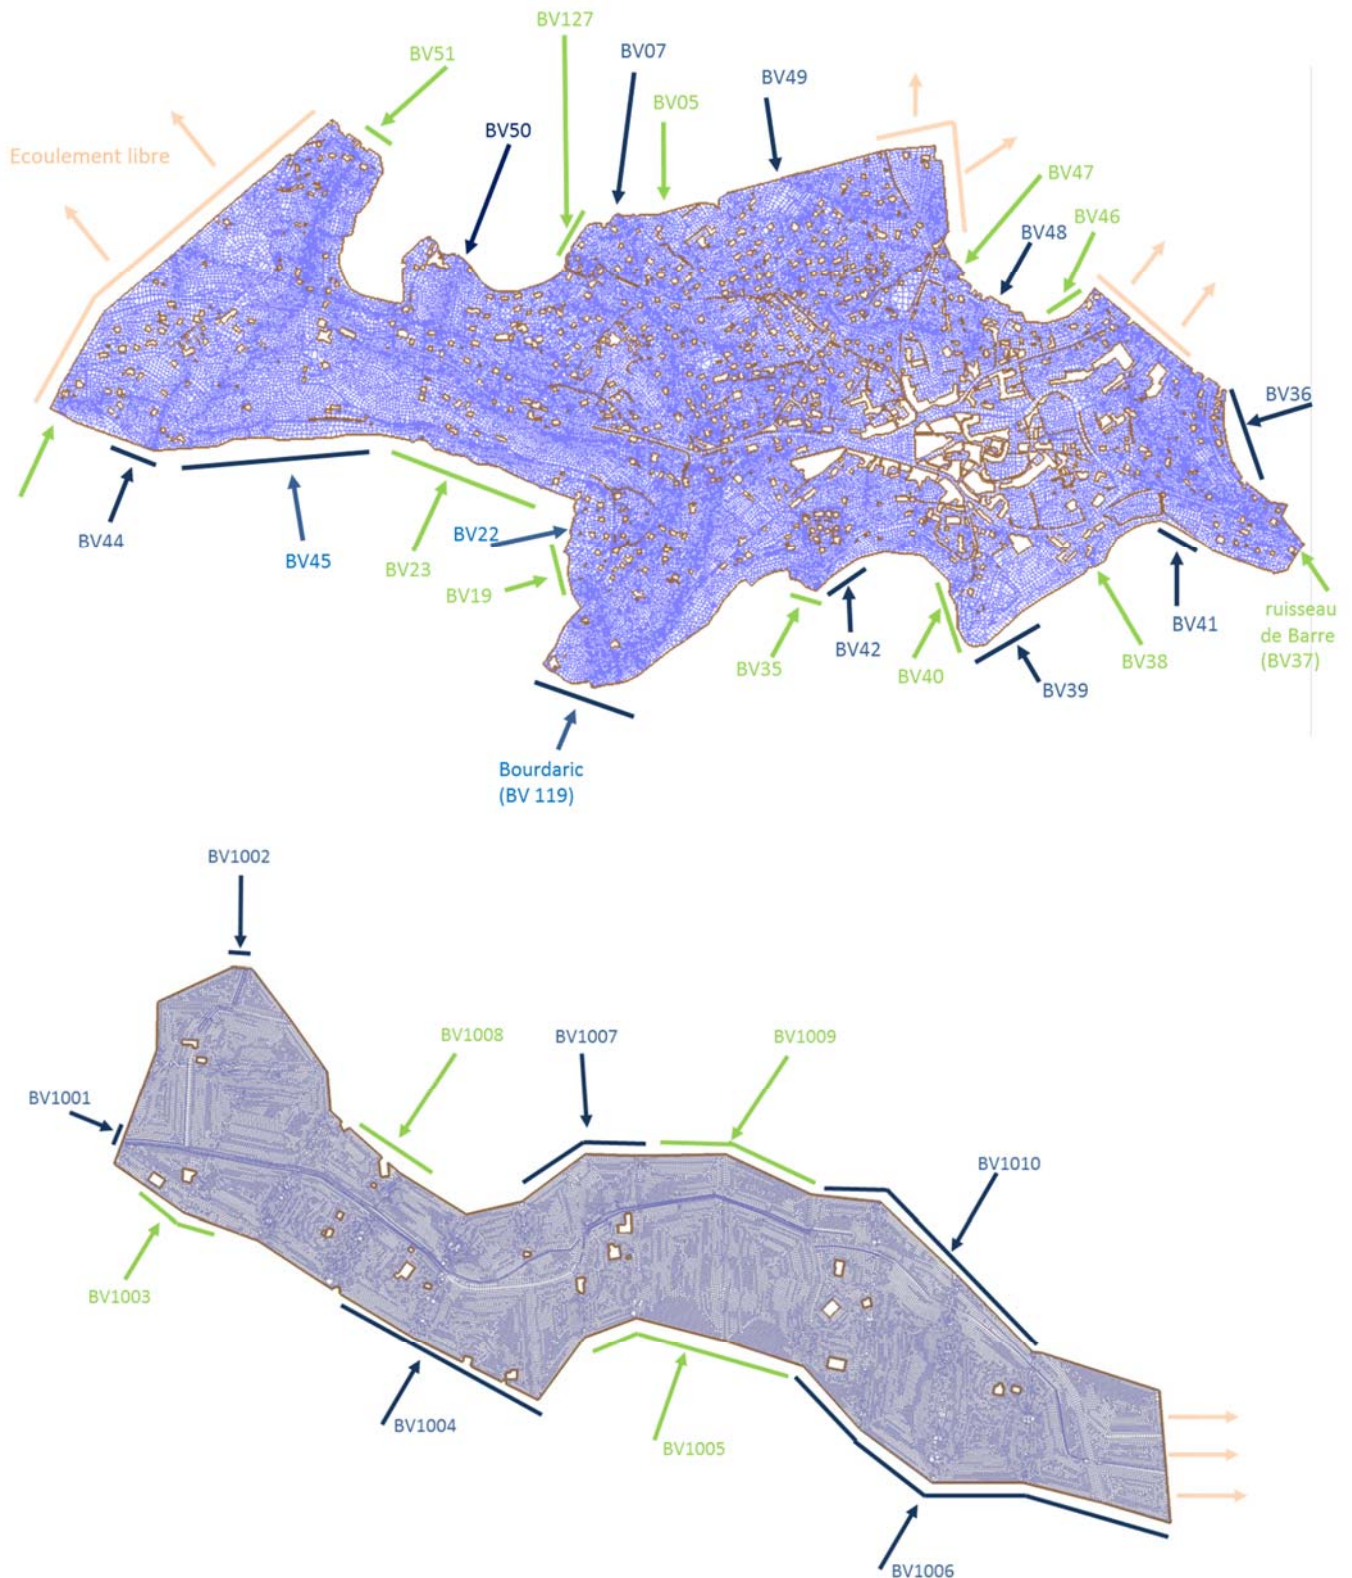 BV127
BV07
BV51
BV49
BV05
BV50
Ecoulement libre
BV47
BV46
BV48
BV36
BV44
BV45
BV23
BV22
BV19
BV35
BV42
BV40
BV39
BV38
BV41
ruisseau
de Barre
(BV37)
Bourdaric
(BV 119)
BV1002
BV1008
BV1007
BV1009
BV1001
BV1010
BV1003
BV1004
BV1005
BV1006